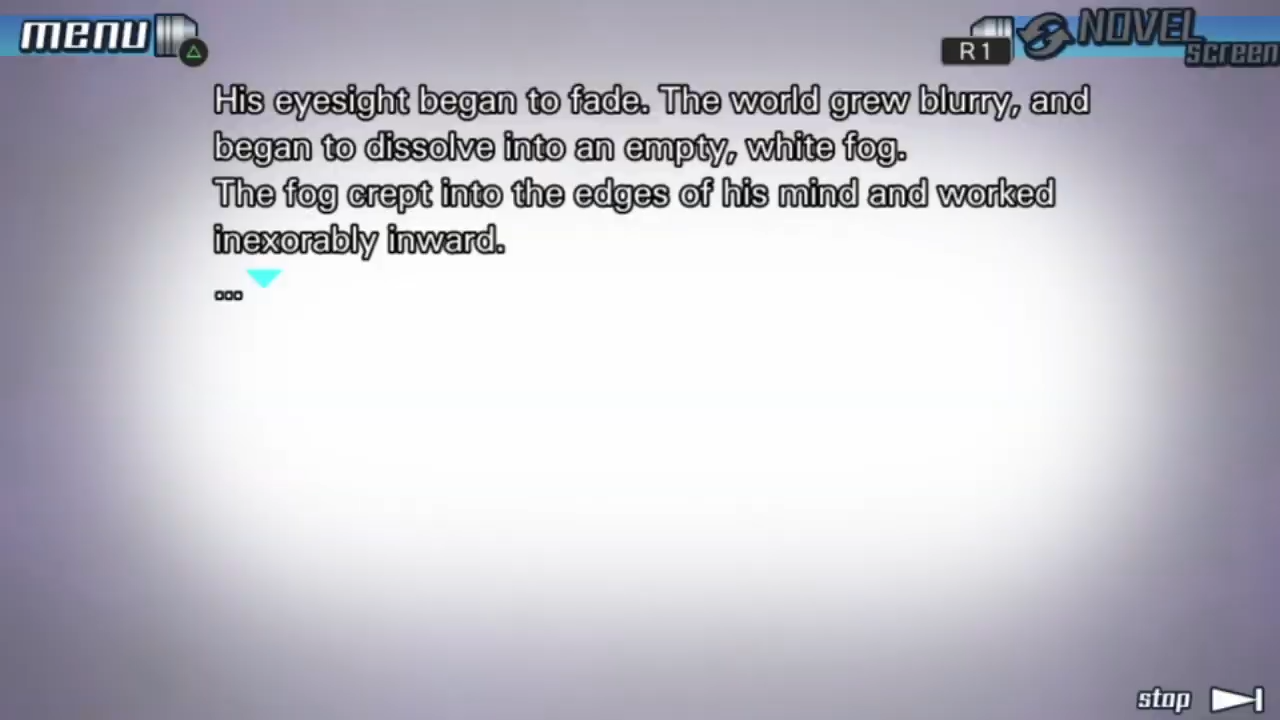 menu
R1
NOVEL
screen
His eyesight began to fade. The world grew blurry, and
began to dissolve into an empty, white fog.
The fog crept into the edges of his mind and worked
inexorably inward.
...
stop